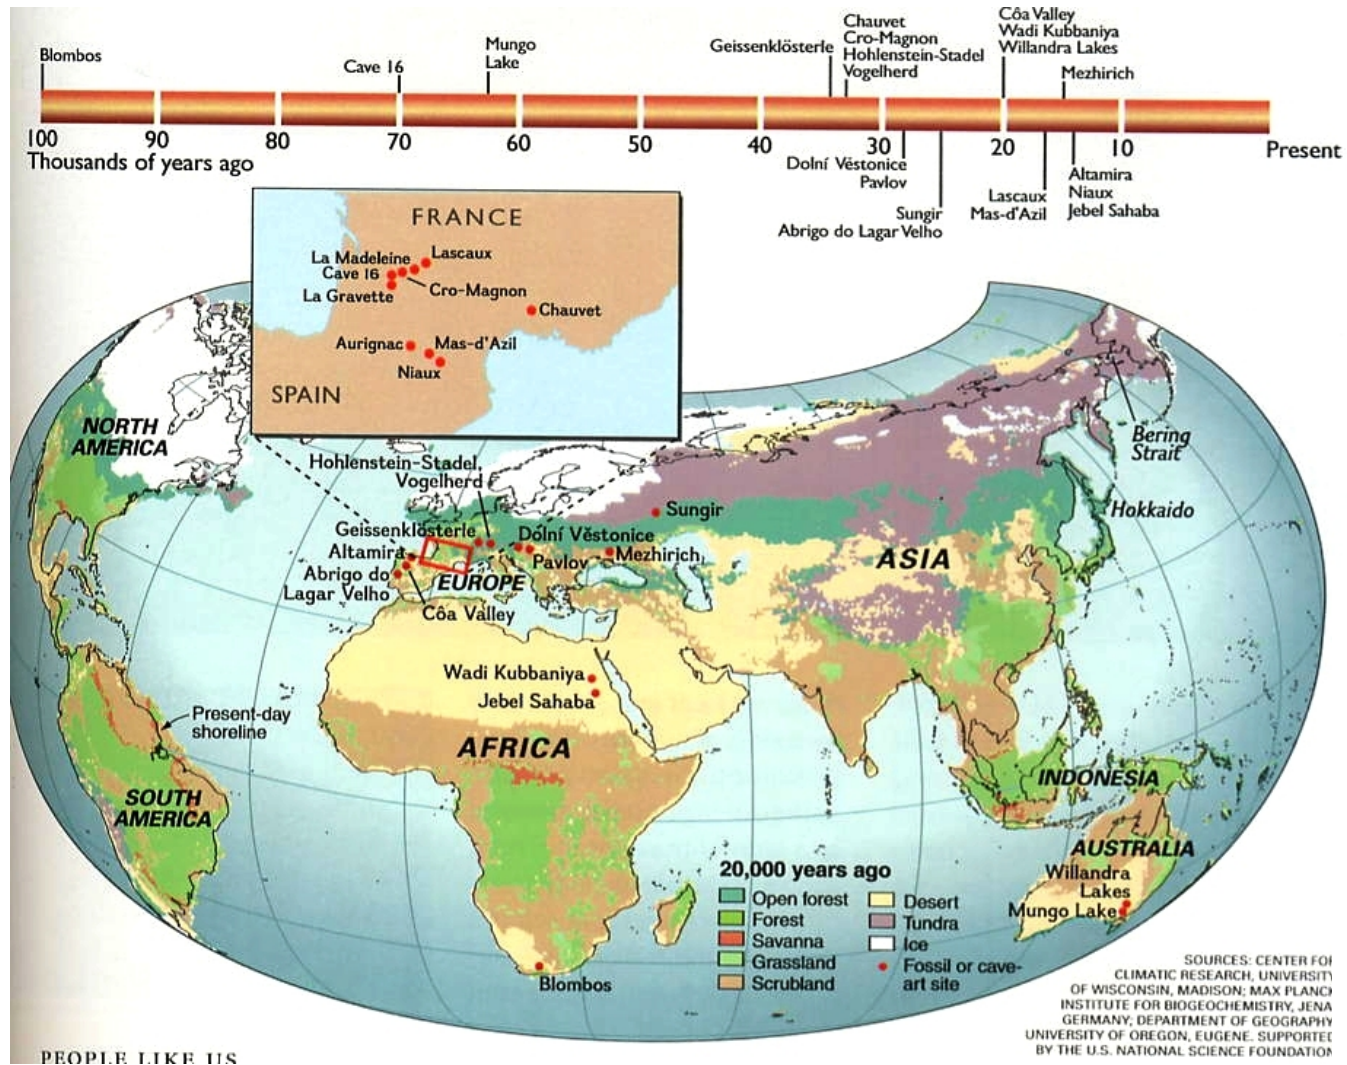 Blombos
Cave 16
Mungo
Lake
Geissenklösterle
Chauvet
Cro-Magnon
Hohlenstein-Stadel
Vogelherd
Côa Valley
Wadi Kubbaniya
Willandra Lakes
Mezhirich
100
90
80
70
60
50
40
30
20
10
Present
Thousands of years ago
Dolní Věstonice
Pavlov
Sungir
Abrigo do Lagar Velho
Lascaux
Mas-d'Azil
Altamira
Niaux
Jebel Sahaba
FRANCE
La Madeleine
Lascaux
Cave 16
La Gravette
Cro-Magnon
Chauvet
Aurignac
Mas-d'Azil
Niaux
SPAIN
NORTH
AMERICA
Bering
Strait
Hohlenstein-Stadel,
Vogelherd
Sungir
Hokkaido
Geissenklösterle
Dólní Věstonice
Altamira
Pavlov
Mezhirich
ASIA
Abrigo do
Lagar Velho
EUROPE
Côa Valley
Wadi Kubbaniya
Jebel Sahaba
Present-day
shoreline
AFRICA
SOUTH
AMERICA
INDONESIA
AUSTRALIA
Willandra
Lakes
Mungo Lake
Blombos
20,000 years ago
Open forest
Forest
Savanna
Grassland
Scrubland
Desert
Tundra
Ice
Fossil or cave-
art site
SOURCES: CENTER FOR
CLIMATIC RESEARCH, UNIVERSITY
OF WISCONSIN, MADISON; MAX PLANCK
INSTITUTE FOR BIOGEOCHEMISTRY, JENA,
GERMANY; DEPARTMENT OF GEOGRAPHY,
UNIVERSITY OF OREGON, EUGENE. SUPPORTED
BY THE U.S. NATIONAL SCIENCE FOUNDATION
PEOPLE LIKE US